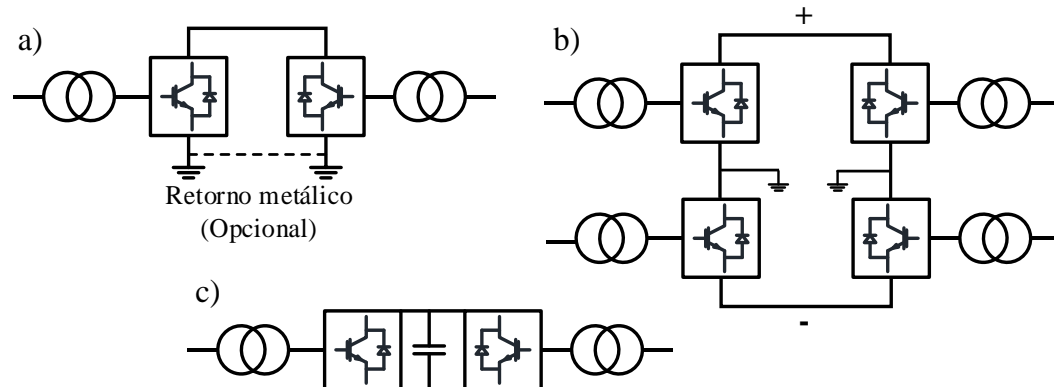 a)
Retorno metálico
(Opcional)
b)
+
-
c)